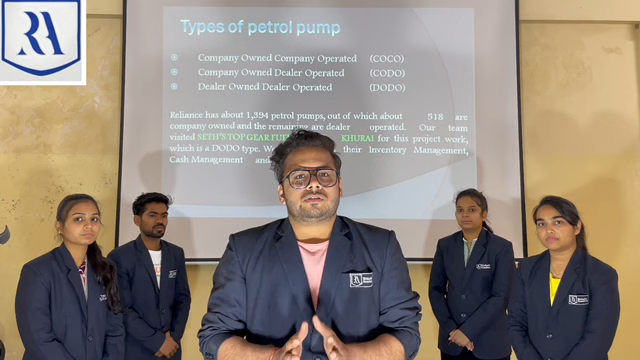 RA
Types of petrol pump
Company Owned Company Operated (COCO)
Company Owned Dealer Operated (CODO)
Dealer Owned Dealer Operated (DODO)
Reliance has about 1,394 petrol pumps, out of which about 518 are
company owned and the remaining are dealer operated. Our team
visited SETH'S TOP GEAR KHURAI for this project work,
which is a DODO type. their Inventory Management,
Cash Management